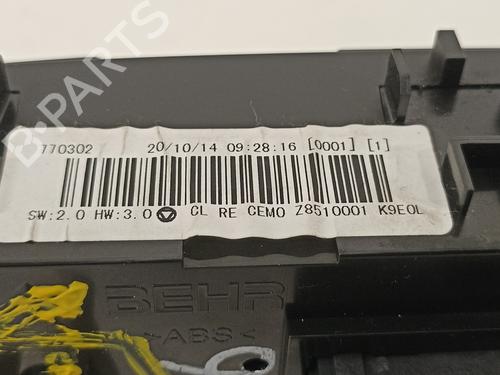 770302 20/10/14 09:28:16 [0001] [1]
SW:2.0 HW:3.0 CL RE CEMO Z8510001 K9E0L
BEHR
>ABS<
B-PARTS